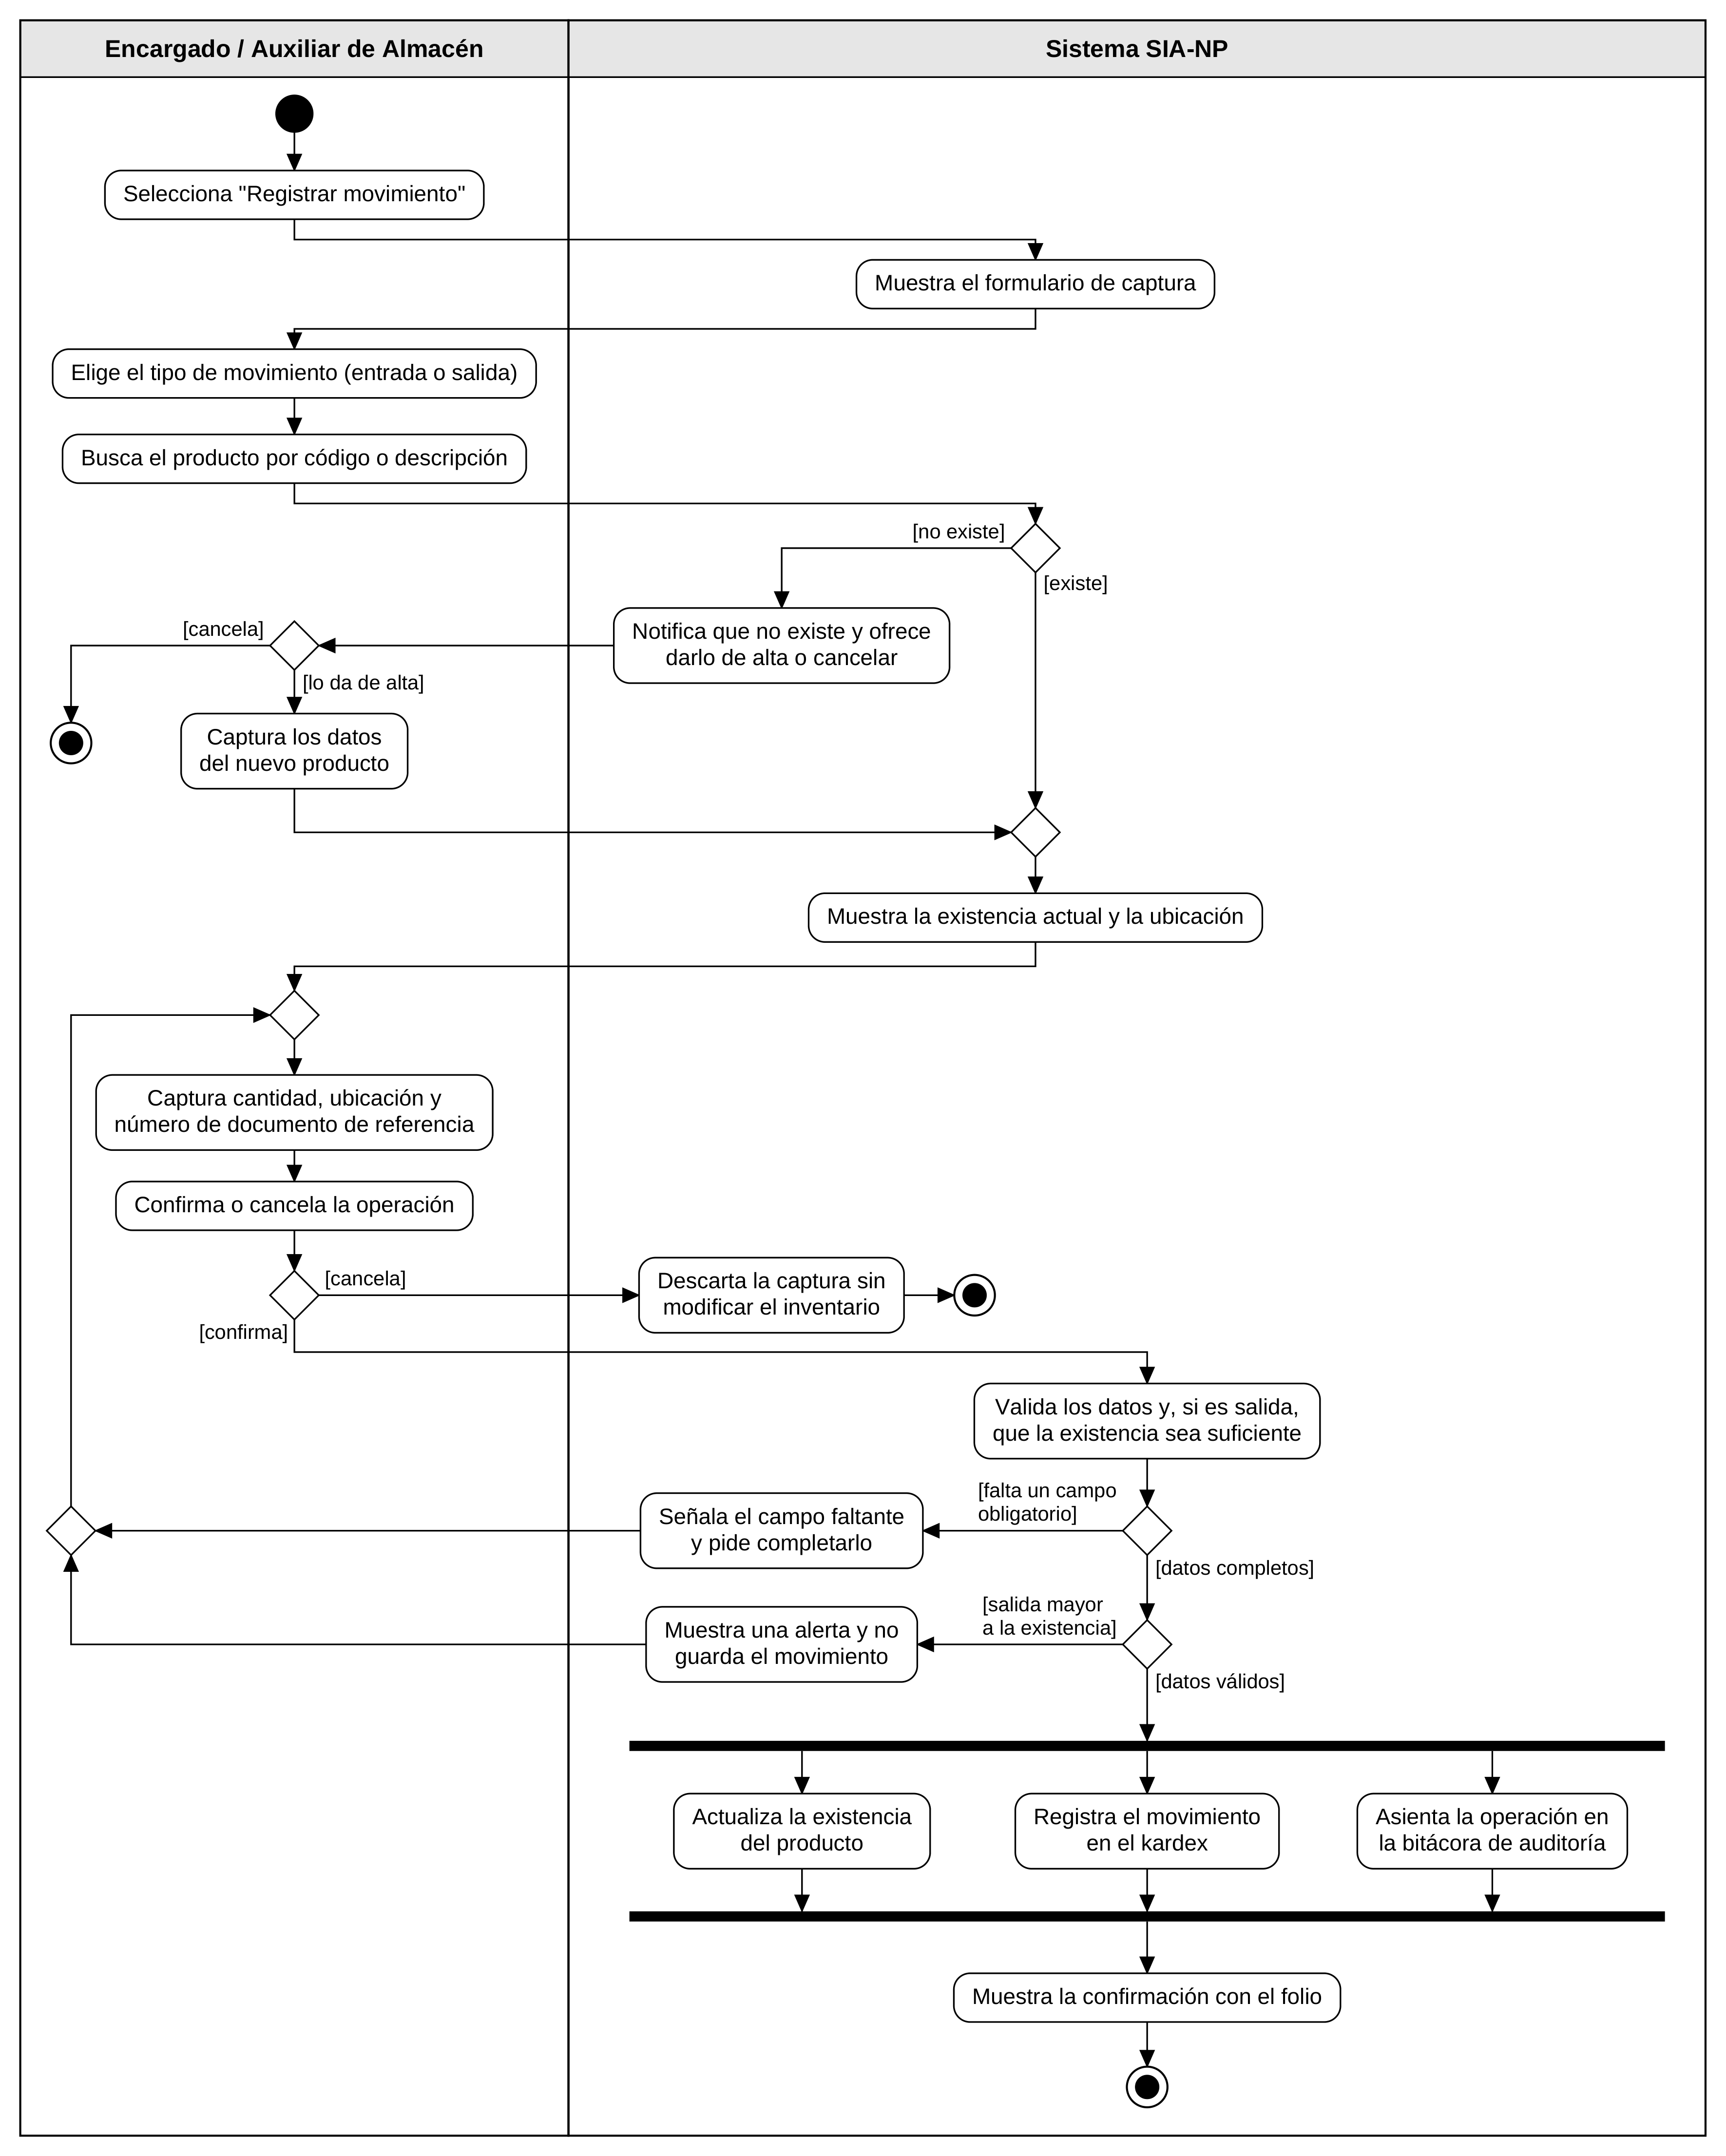 Encargado / Auxiliar de Almacén
Sistema SIA-NP
Selecciona "Registrar movimiento"
Muestra el formulario de captura
Elige el tipo de movimiento (entrada o salida)
Busca el producto por código o descripción
[no existe]
[existe]
Notifica que no existe y ofrece
darlo de alta o cancelar
[cancela]
[lo da de alta]
Captura los datos
del nuevo producto
Muestra la existencia actual y la ubicación
Captura cantidad, ubicación y
número de documento de referencia
Confirma o cancela la operación
[cancela]
Descarta la captura sin
modificar el inventario
[confirma]
Valida los datos y, si es salida,
que la existencia sea suficiente
[falta un campo
obligatorio]
Señala el campo faltante
y pide completarlo
[datos completos]
[salida mayor
a la existencia]
Muestra una alerta y no
guarda el movimiento
[datos válidos]
Actualiza la existencia
del producto
Registra el movimiento
en el kardex
Asienta la operación en
la bitácora de auditoría
Muestra la confirmación con el folio